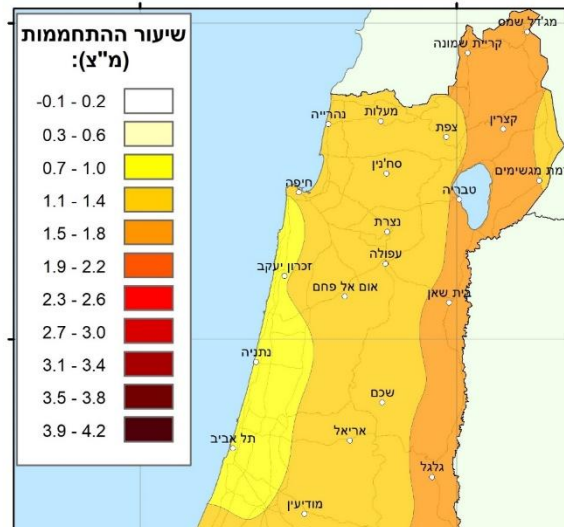 שיעור ההתחממות
(מ"צ):
-0.1 - 0.2
0.3 - 0.6
0.7 - 1.0
1.1 - 1.4
1.5 - 1.8
1.9 - 2.2
2.3 - 2.6
2.7 - 3.0
3.1 - 3.4
3.5 - 3.8
3.9 - 4.2
מג'דל שמס
קריית שמונה
קצרין
מעלות
נהרייה
צפת
סח'נין
מת מגשימים
חיפה
טבריה
נצרת
עפולה
זכרון יעקב
אום אל פחם
בית שאן
נתניה
שכם
אריאל
תל אביב
גלגל
מודיעין